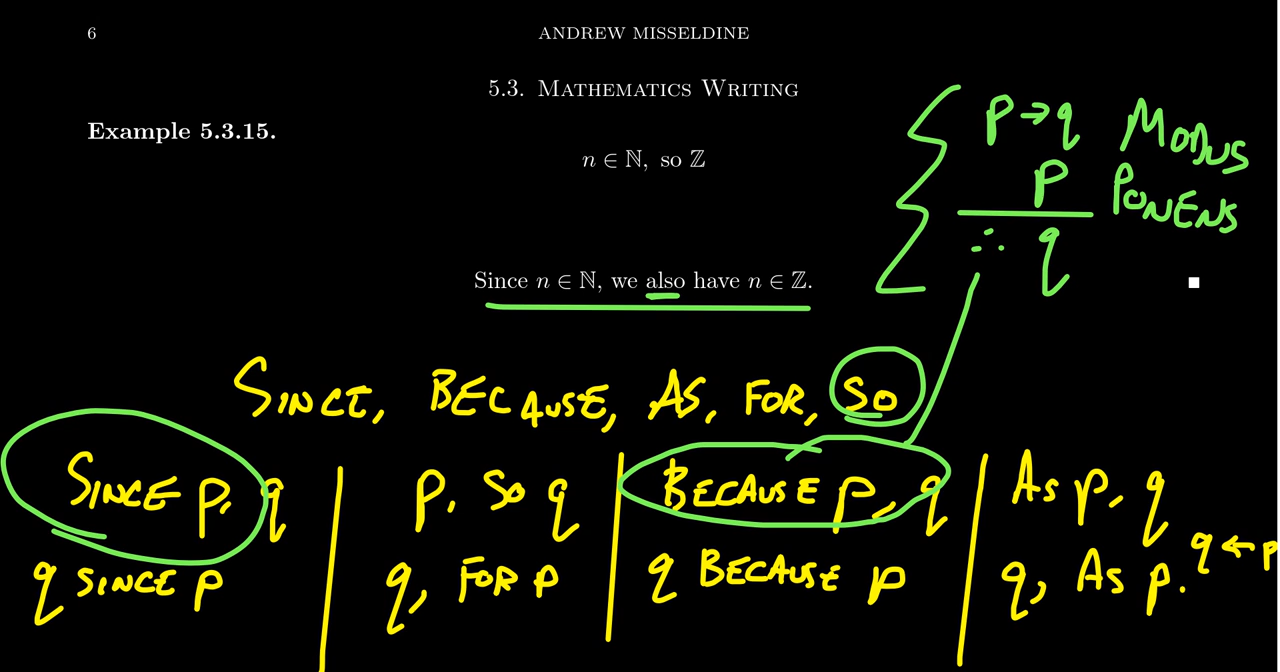 6 ANDREW MISSELDINE
5.3. MATHEMATICS WRITING
Example 5.3.15.
n ∈ ℕ, so ℤ
P → q MODUS
P PONENS
∴ q
Since n ∈ ℕ, we also have n ∈ ℤ.
SINCE, BECAUSE, AS, FOR, SO
SINCE p, q | p, SO q | BECAUSE p, q | AS p, q
q SINCE p | q, FOR p | q BECAUSE p | q, AS p. q ← p